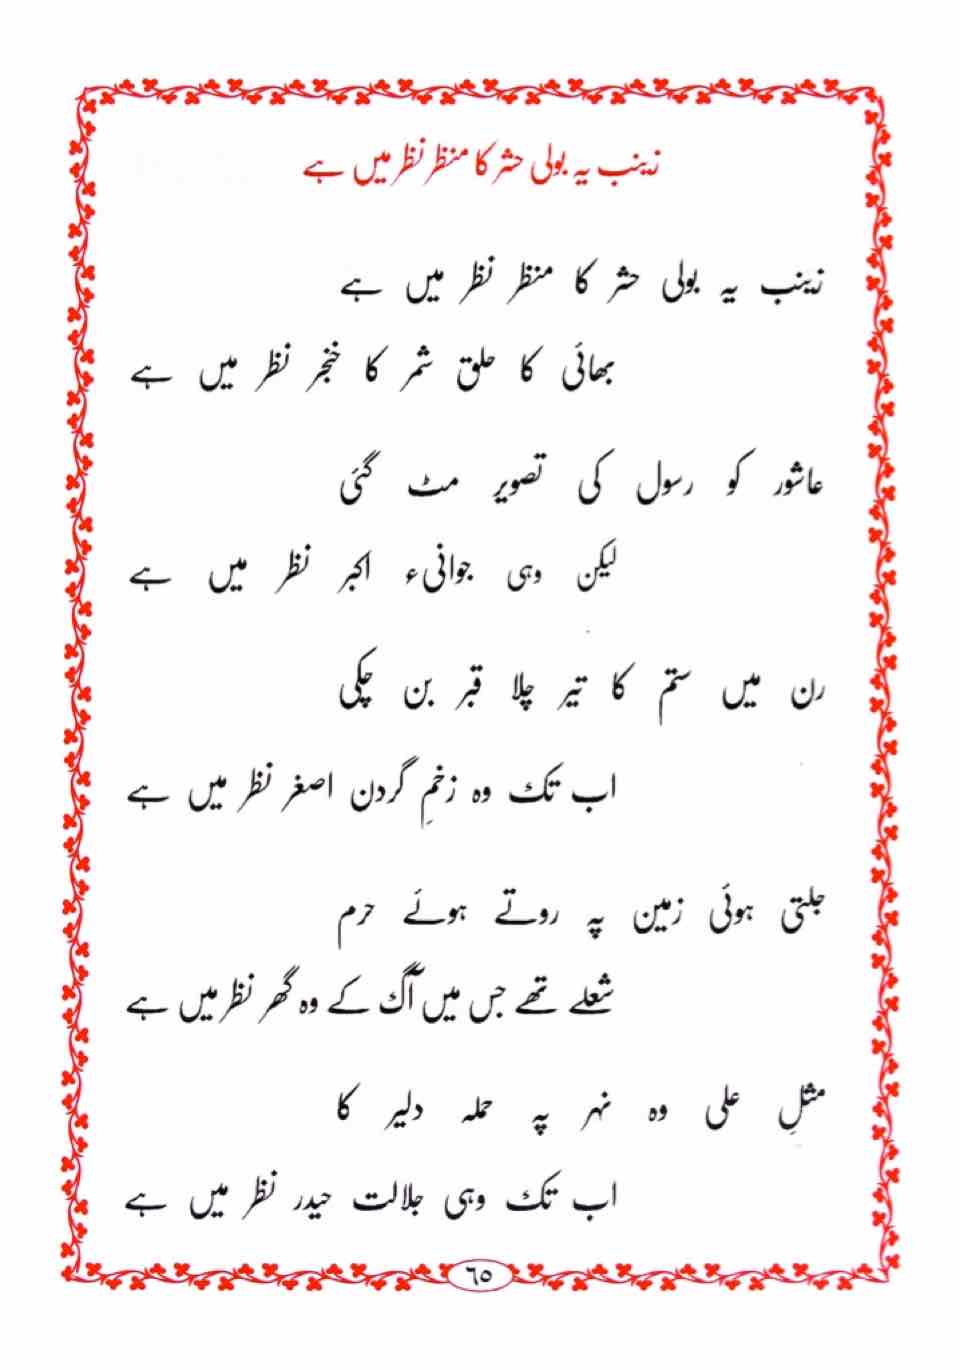 زینب یہ بولی حشر کا منظر نظر میں ہے
زینب یہ بولی حشر کا منظر نظر میں ہے
بھائی کا حلق شمر کا خنجر نظر میں ہے
عاشور کو رسول کی تصویر مٹ گئی
لیکن وہی جوانیء اکبر نظر میں ہے
رن میں ستم کا تیر چلا قبر بن چکی
اب تک وہ زخمِ گردن اصغر نظر میں ہے
جلتی ہوئی زمین پہ روتے ہوئے حرم
شعلے تھے جس میں آگ کے وہ گھر نظر میں ہے
مثلِ علی وہ نہر پہ حملہ دلیر کا
اب تک وہی جلالت حیدر نظر میں ہے
٦٥